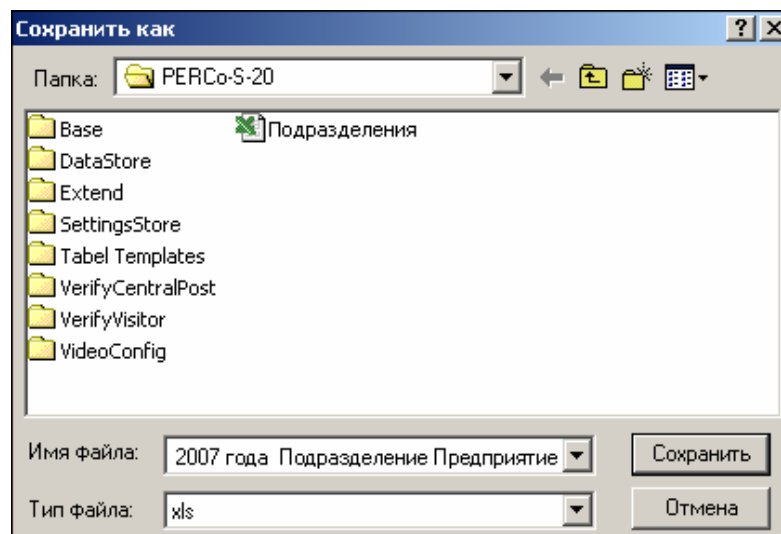 Сохранить как
Папка: PERCo-S-20
Base
DataStore
Extend
SettingsStore
Tabel Templates
VerifyCentralPost
VerifyVisitor
VideoConfig
Подразделения
Имя файла: 2007 года Подразделение Предприятие Сохранить
Тип файла: xls Отмена